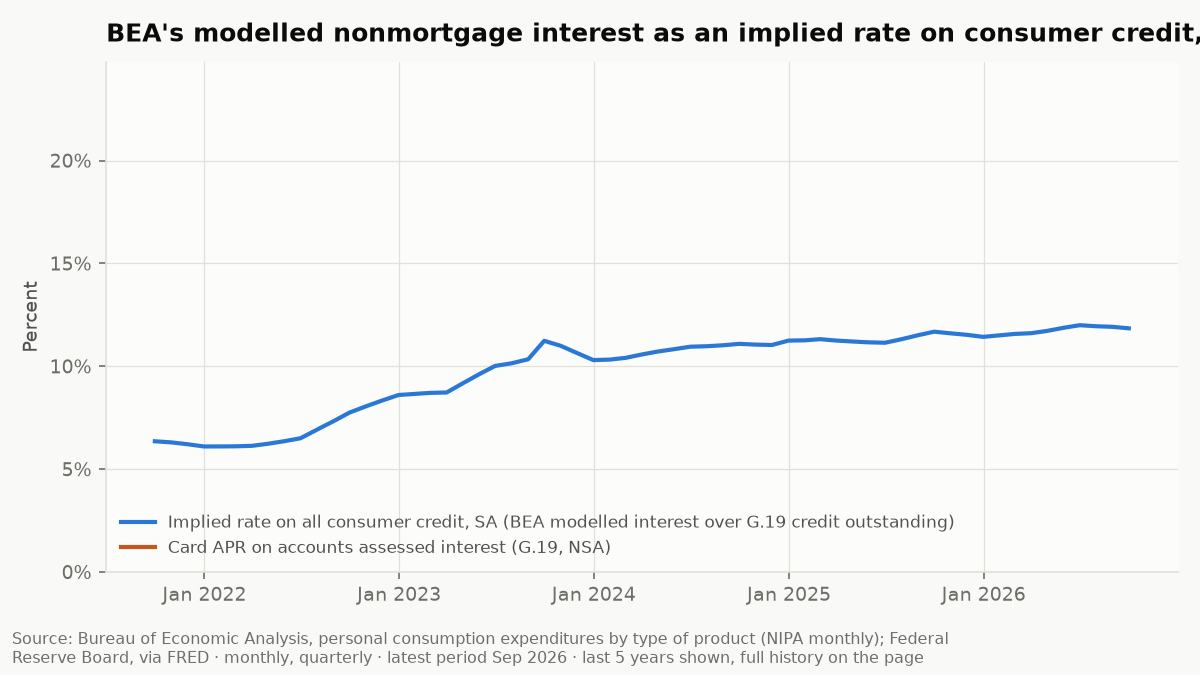 BEA's modelled nonmortgage interest as an implied rate on consumer credit,
20%
15%
10%
5%
0%
Percent
Implied rate on all consumer credit, SA (BEA modelled interest over G.19 credit outstanding)
Card APR on accounts assessed interest (G.19, NSA)
Jan 2022
Jan 2023
Jan 2024
Jan 2025
Jan 2026
Source: Bureau of Economic Analysis, personal consumption expenditures by type of product (NIPA monthly); Federal
Reserve Board, via FRED · monthly, quarterly · latest period Sep 2026 · last 5 years shown, full history on the page